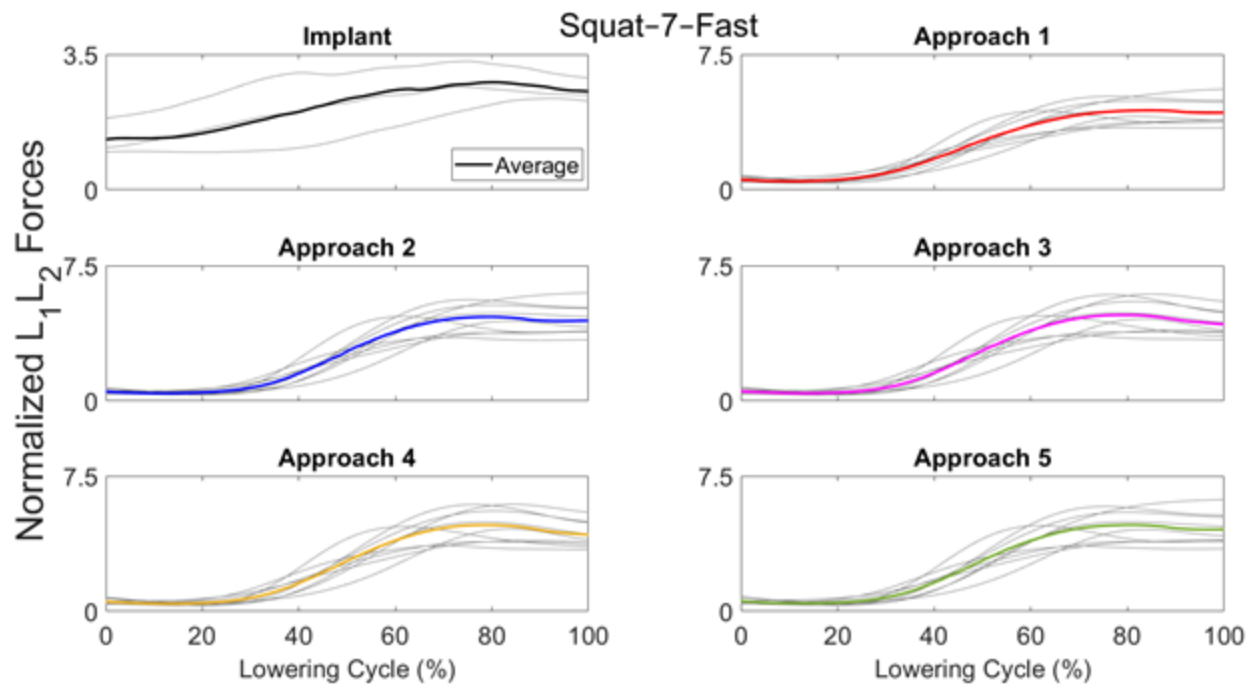 Squat-7-Fast
Implant
Approach 1
3.5
0
Average
7.5
0
Approach 2
Approach 3
7.5
0
7.5
0
Approach 4
Approach 5
7.5
0
7.5
0
0 20 40 60 80 100
0 20 40 60 80 100
Lowering Cycle (%)
Lowering Cycle (%)
Normalized L1L2 Forces